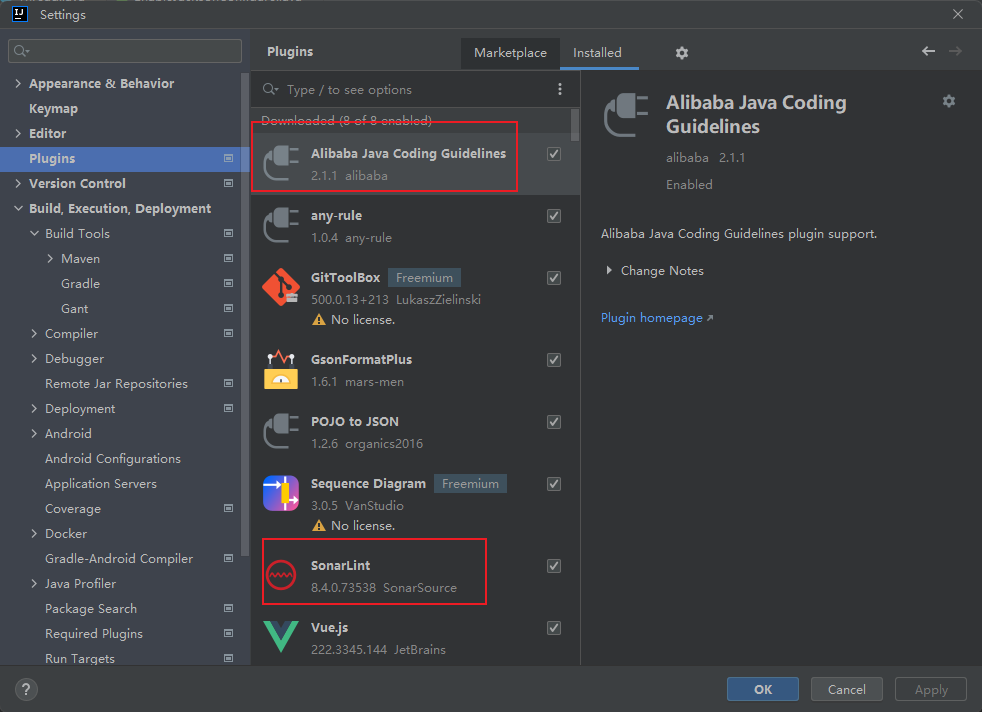 Settings
Plugins
Marketplace
Installed
Type / to see options
Appearance & Behavior
Keymap
Editor
Plugins
Version Control
Build, Execution, Deployment
Build Tools
Maven
Gradle
Gant
Compiler
Debugger
Remote Jar Repositories
Deployment
Android
Android Configurations
Application Servers
Coverage
Docker
Gradle-Android Compiler
Java Profiler
Package Search
Required Plugins
Run Targets
Downloaded (8 of 8 enabled)
Alibaba Java Coding Guidelines
2.1.1 alibaba
any-rule
1.0.4 any-rule
GitToolBox Freemium
500.0.13+213 LukaszZielinski
No license.
GsonFormatPlus
1.6.1 mars-men
POJO to JSON
1.2.6 organics2016
Sequence Diagram Freemium
3.0.5 VanStudio
No license.
SonarLint
8.4.0.73538 SonarSource
Vue.js
222.3345.144 JetBrains
Alibaba Java Coding
Guidelines
alibaba 2.1.1
Enabled
Alibaba Java Coding Guidelines plugin support.
Change Notes
Plugin homepage
?
OK
Cancel
Apply